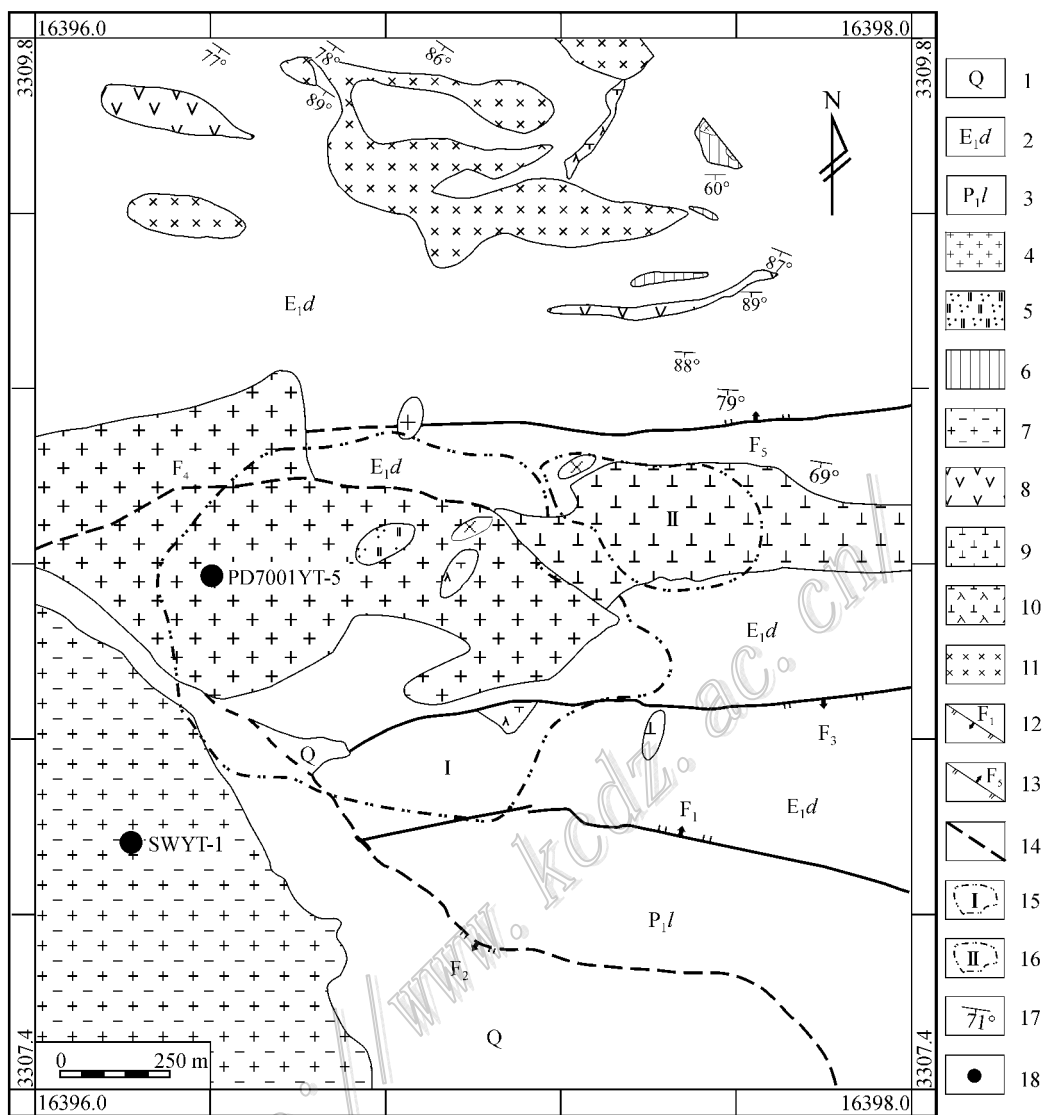 16396.0 16398.0
3309.8 3309.8
77° 78° 86°
89°
N
60°
87°
89°
E₁d
88°
79°
F₅
F₄ E₁d
69°
II
PD7001YT-5
E₁d
F₃
Q
I
E₁d
F₁
SWYT-1
P₁l
F₂
Q
0 250 m
3307.4 3307.4
16396.0 16398.0
Q 1
E₁d 2
P₁l 3
4
5
6
7
8
9
10
11
F₁ 12
F₅ 13
14
I 15
II 16
71° 17
18
://www.kcdz.ac.cn/